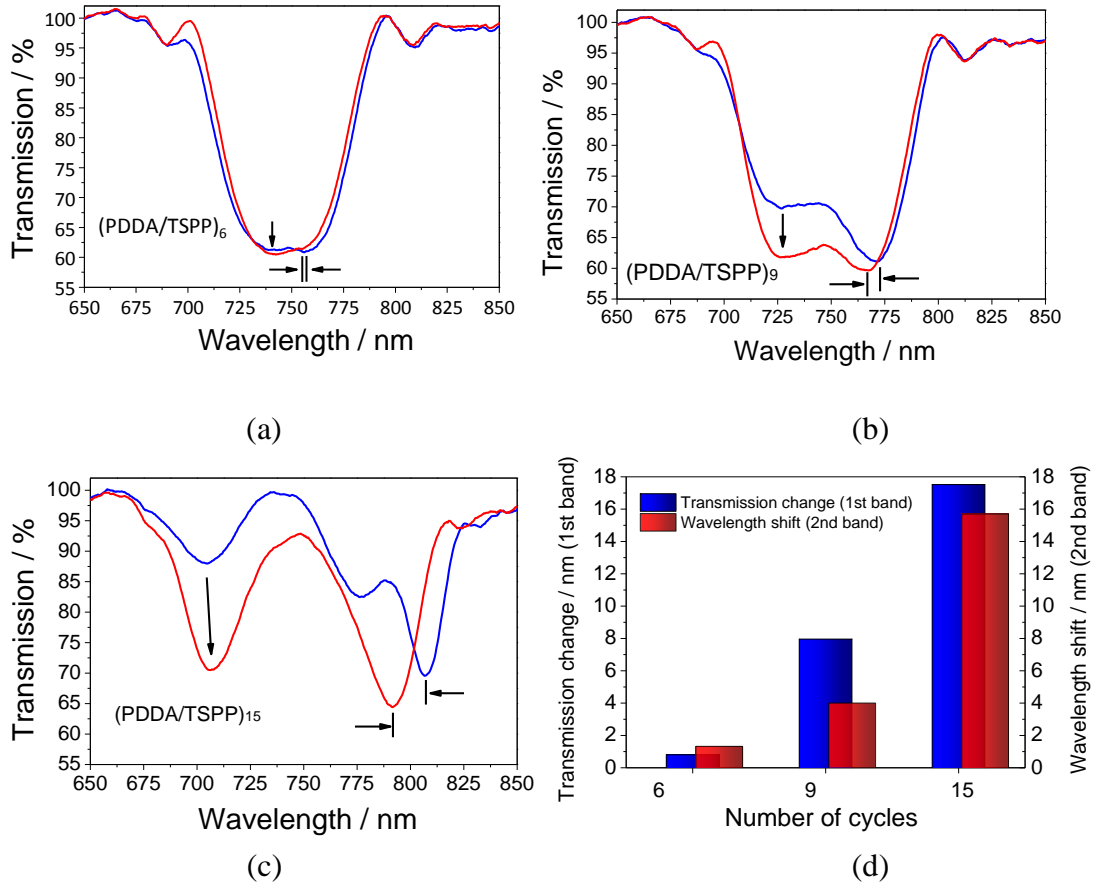 100
95
90
85
80
75
70
65
60
55
Transmission / %
(PDDA/TSPP)6
650 675 700 725 750 775 800 825 850
Wavelength / nm
(a)
100
95
90
85
80
75
70
65
60
55
Transmission / %
(PDDA/TSPP)9
650 675 700 725 750 775 800 825 850
Wavelength / nm
(b)
100
95
90
85
80
75
70
65
60
55
Transmission / %
(PDDA/TSPP)15
650 675 700 725 750 775 800 825 850
Wavelength / nm
(c)
18
16
14
12
10
8
6
4
2
0
Transmission change / nm (1st band)
Transmission change (1st band)
Wavelength shift (2nd band)
18
16
14
12
10
8
6
4
2
0
Wavelength shift / nm (2nd band)
6 9 15
Number of cycles
(d)